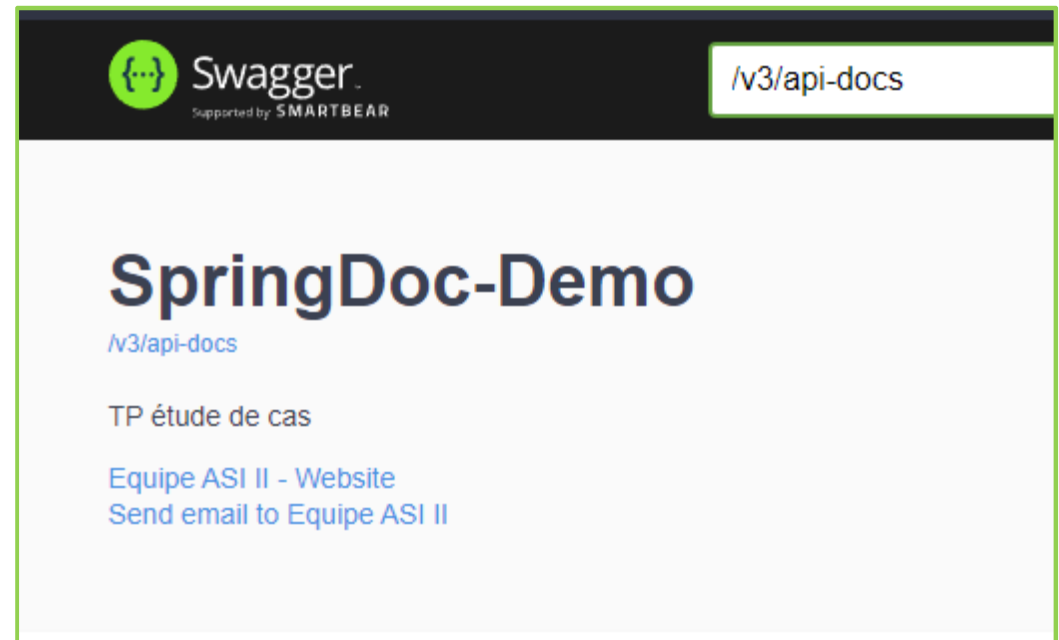 {···} Swagger.
Supported by SMARTBEAR
/v3/api-docs
SpringDoc-Demo
/v3/api-docs
TP étude de cas
Equipe ASI II - Website
Send email to Equipe ASI II